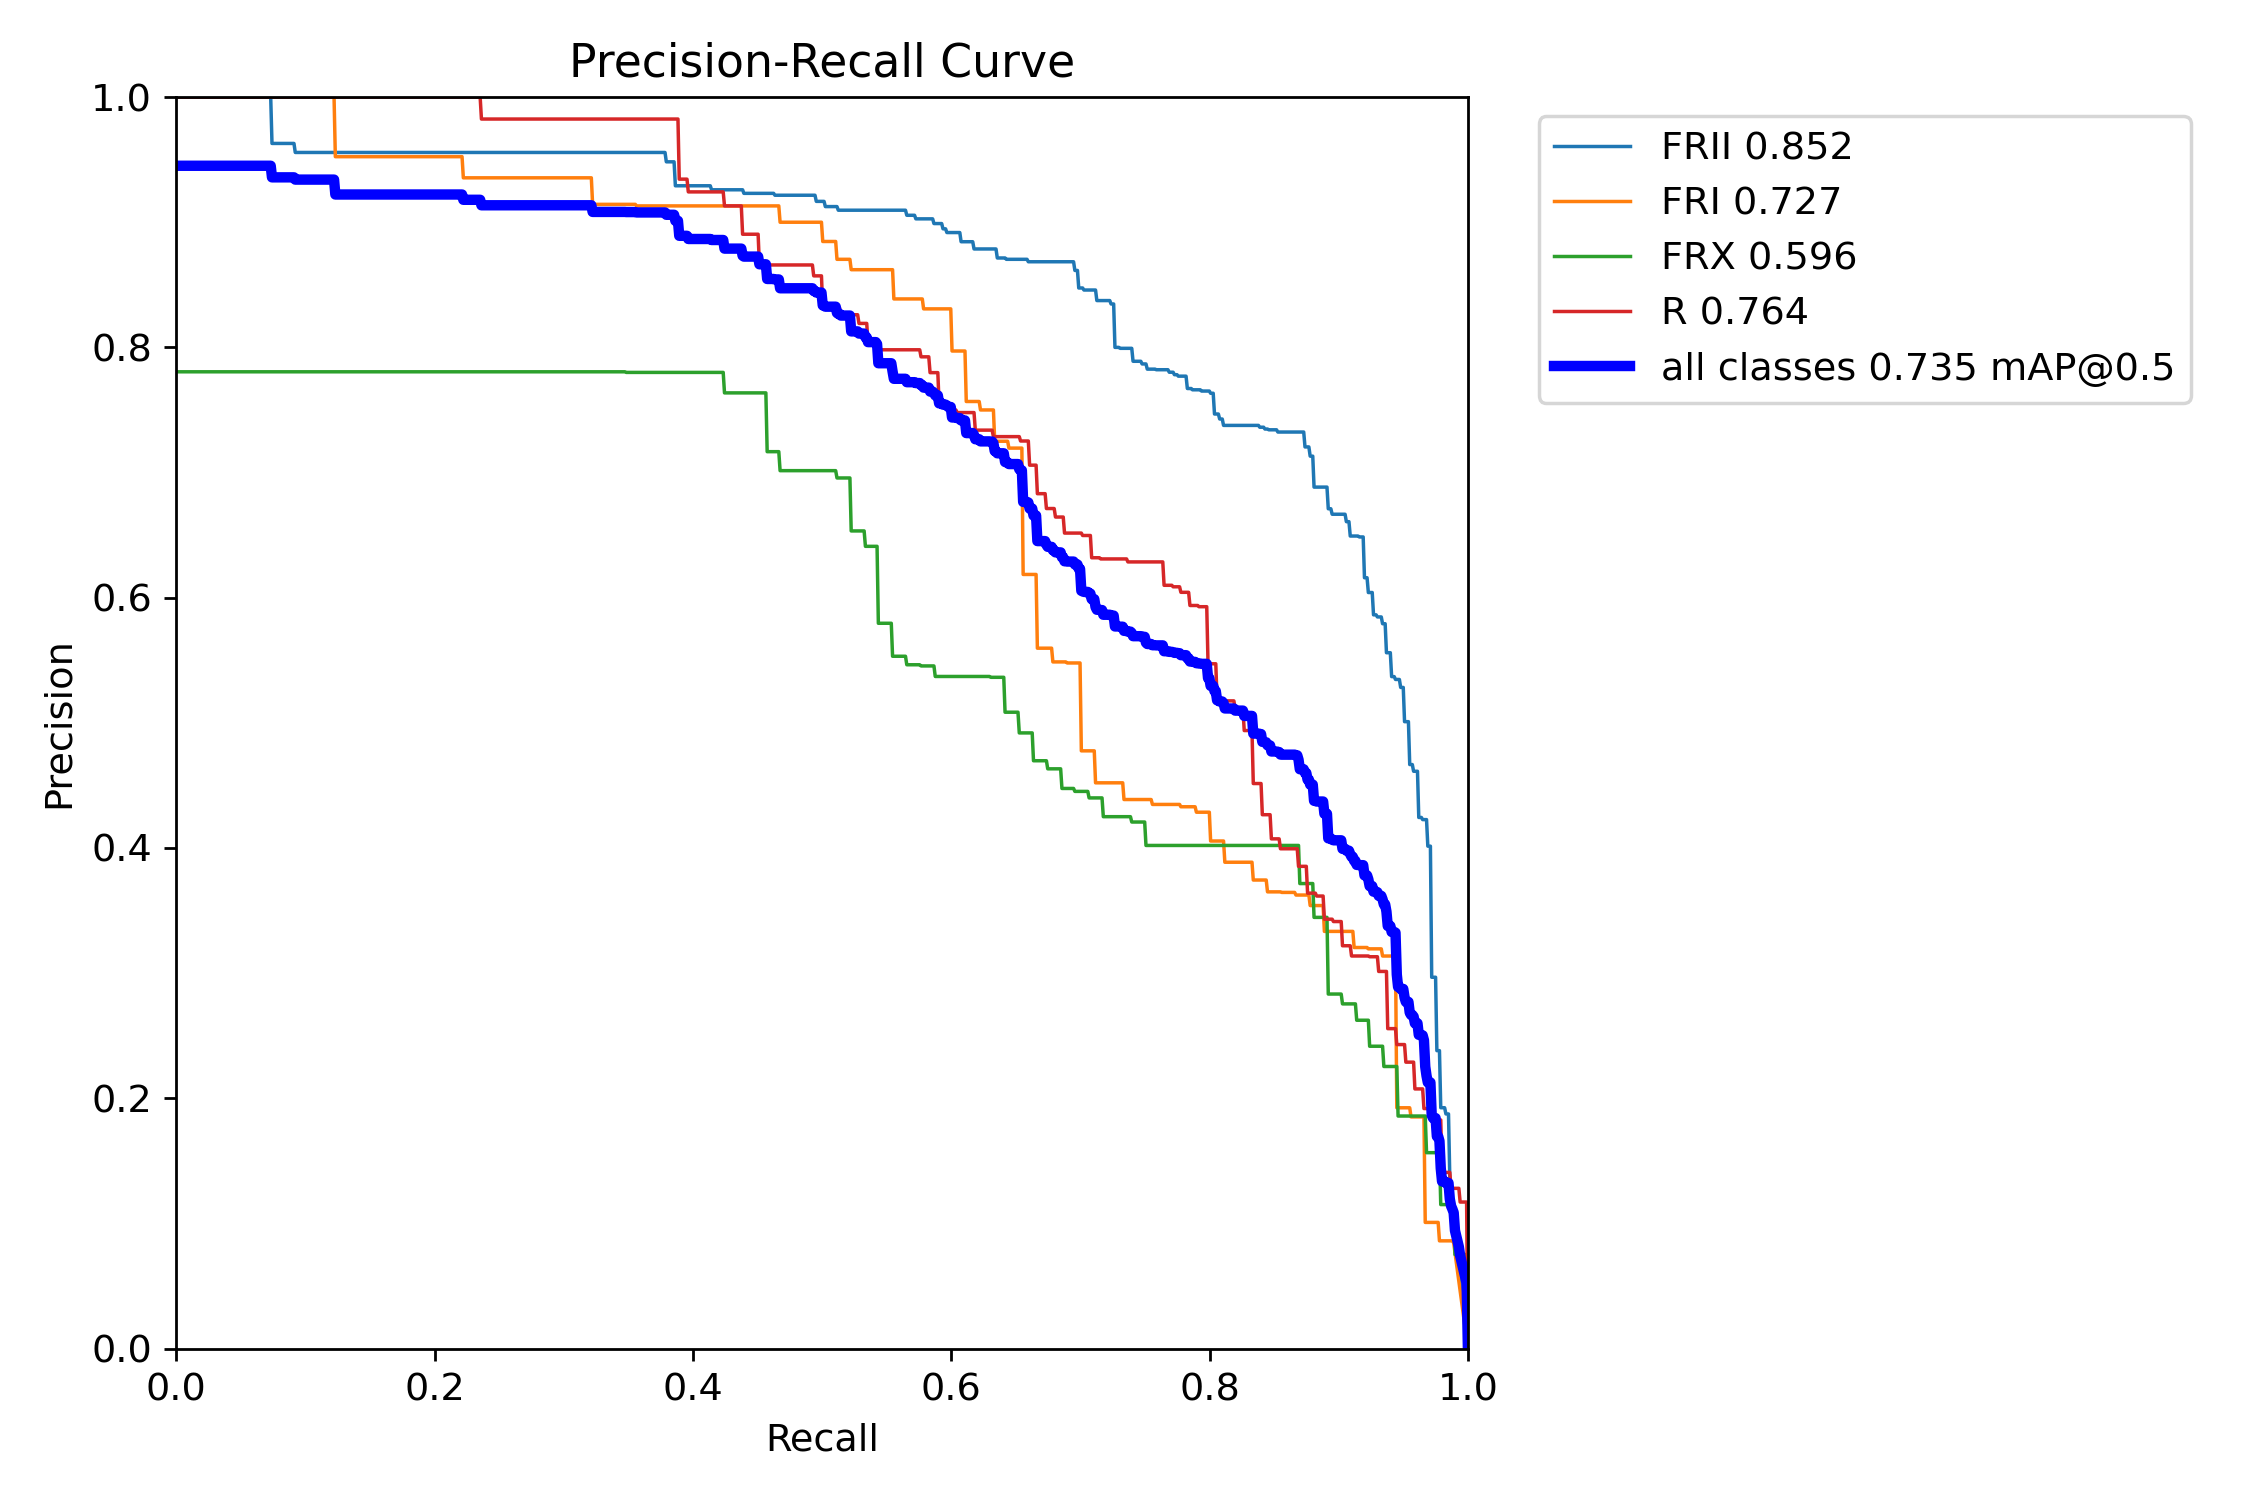 Precision-Recall Curve
1.0
0.8
0.6
0.4
0.2
0.0
Precision
0.0 0.2 0.4 0.6 0.8 1.0
Recall
FRII 0.852
FRI 0.727
FRX 0.596
R 0.764
all classes 0.735 mAP@0.5